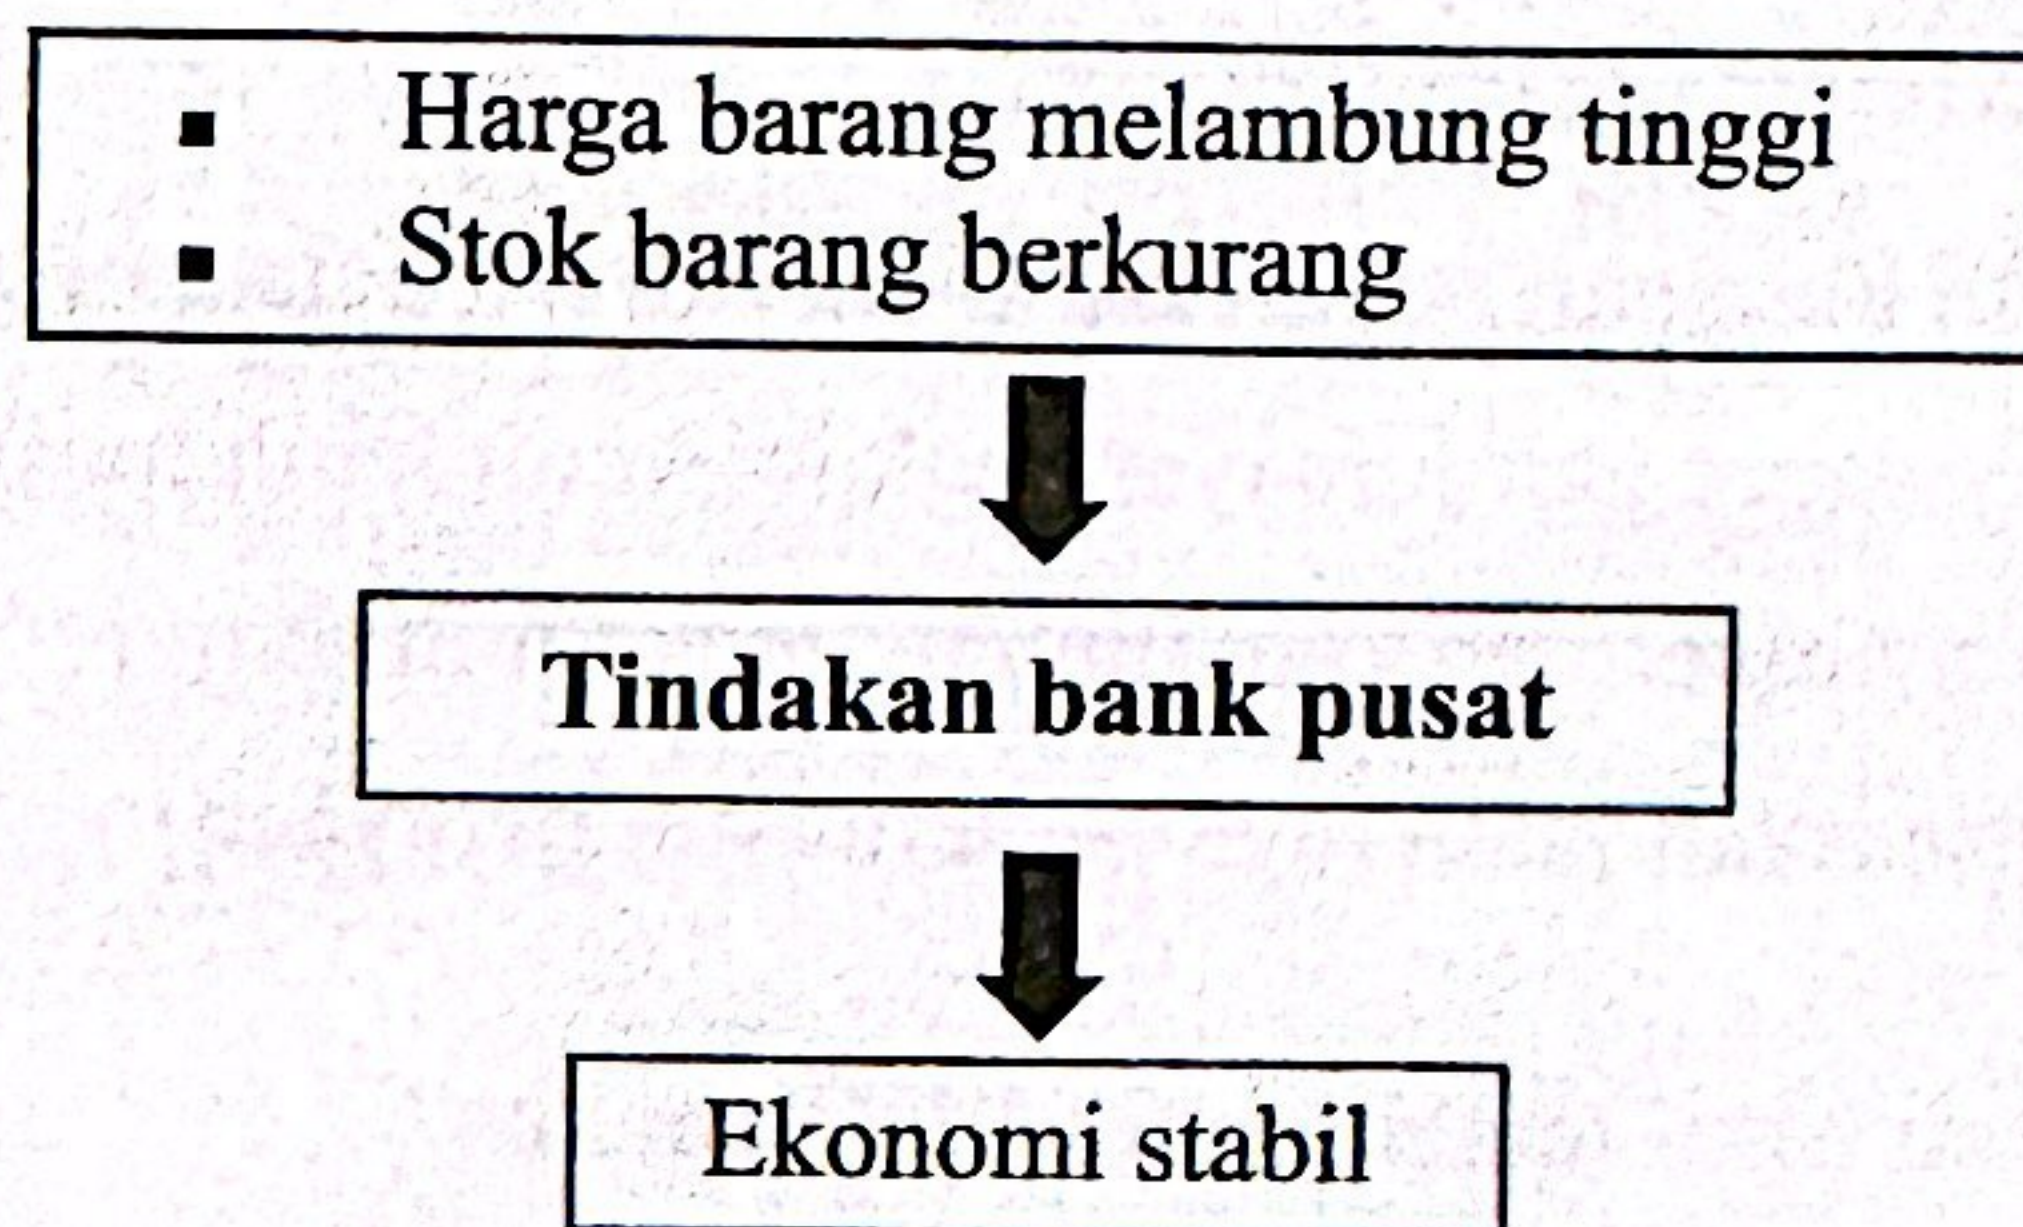 ▪ Harga barang melambung tinggi
▪ Stok barang berkurang
Tindakan bank pusat
Ekonomi stabil